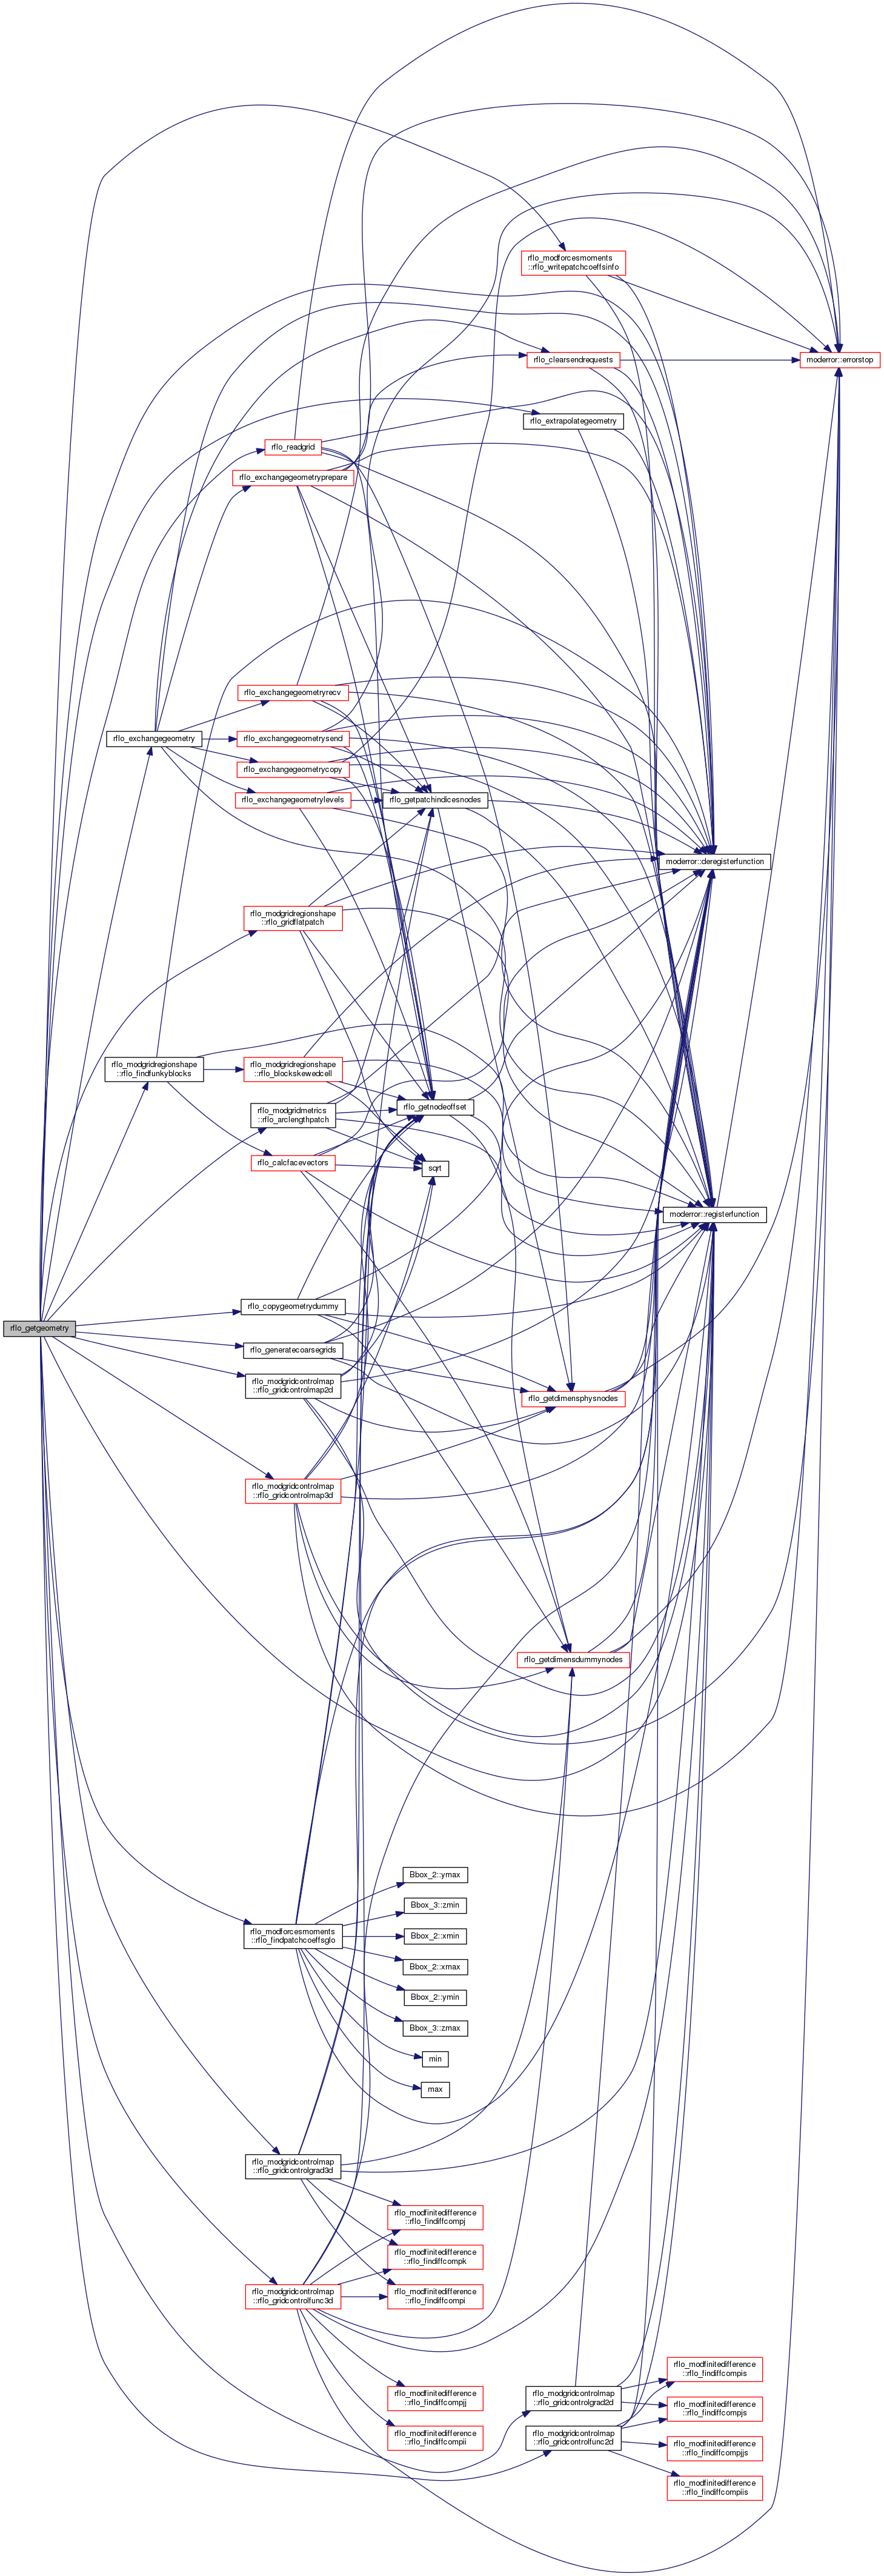 rflo_modforcesmoments
::rflo_writepatchcoeffsinfo
rflo_clearsendrequests
moderror::errorstop
rflo_extrapolategeometry
rflo_readgrid
rflo_exchangegeometryprepare
rflo_exchangegeometryrecv
rflo_exchangegeometry
rflo_exchangegeometrysend
rflo_exchangegeometrycopy
rflo_exchangegeometrylevels
rflo_getpatchindicesnodes
moderror::deregisterfunction
rflo_modgridregionshape
::rflo_gridflatpatch
rflo_modgridregionshape
::rflo_findfunkyblocks
rflo_modgridregionshape
::rflo_blockskewedcell
rflo_modgridmetrics
::rflo_arclengthpatch
rflo_getnodeoffset
rflo_calcfacevectors
sqrt
moderror::registerfunction
rflo_copygeometrydummy
rflo_getgeometry
rflo_generatecoarsegrids
rflo_modgridcontrolmap
::rflo_gridcontrolmap2d
rflo_getdimensphysnodes
rflo_modgridcontrolmap
::rflo_gridcontrolmap3d
rflo_getdimensdummynodes
Bbox_2::ymax
Bbox_3::zmin
rflo_modforcesmoments
::rflo_findpatchcoeffsglo
Bbox_2::xmin
Bbox_2::xmax
Bbox_2::ymin
Bbox_3::zmax
min
max
rflo_modgridcontrolmap
::rflo_gridcontrolgrad3d
rflo_modfinitedifference
::rflo_findiffcompj
rflo_modfinitedifference
::rflo_findiffcompk
rflo_modgridcontrolmap
::rflo_gridcontrolfunc3d
rflo_modfinitedifference
::rflo_findiffcompi
rflo_modfinitedifference
::rflo_findiffcompjj
rflo_modfinitedifference
::rflo_findiffcompii
rflo_modfinitedifference
::rflo_findiffcompis
rflo_modgridcontrolmap
::rflo_gridcontrolgrad2d
rflo_modfinitedifference
::rflo_findiffcompjs
rflo_modgridcontrolmap
::rflo_gridcontrolfunc2d
rflo_modfinitedifference
::rflo_findiffcompjjs
rflo_modfinitedifference
::rflo_findiffcompiis